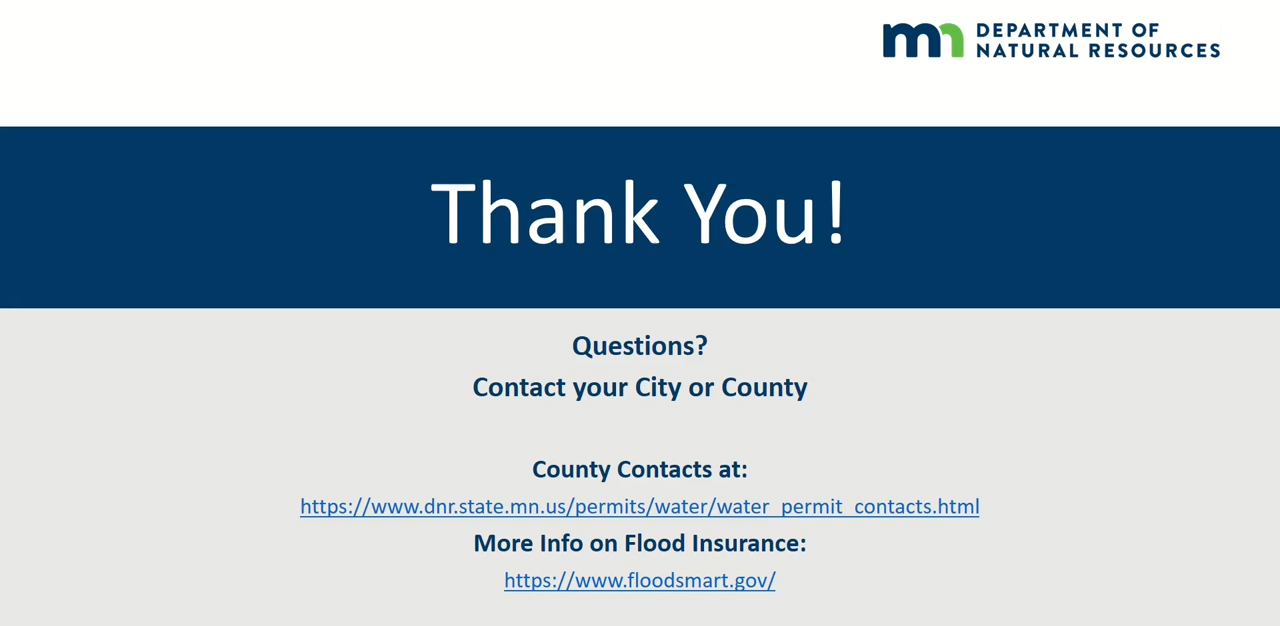 mn DEPARTMENT OF
NATURAL RESOURCES
Thank You!
Questions?
Contact your City or County
County Contacts at:
https://www.dnr.state.mn.us/permits/water/water_permit_contacts.html
More Info on Flood Insurance:
https://www.floodsmart.gov/